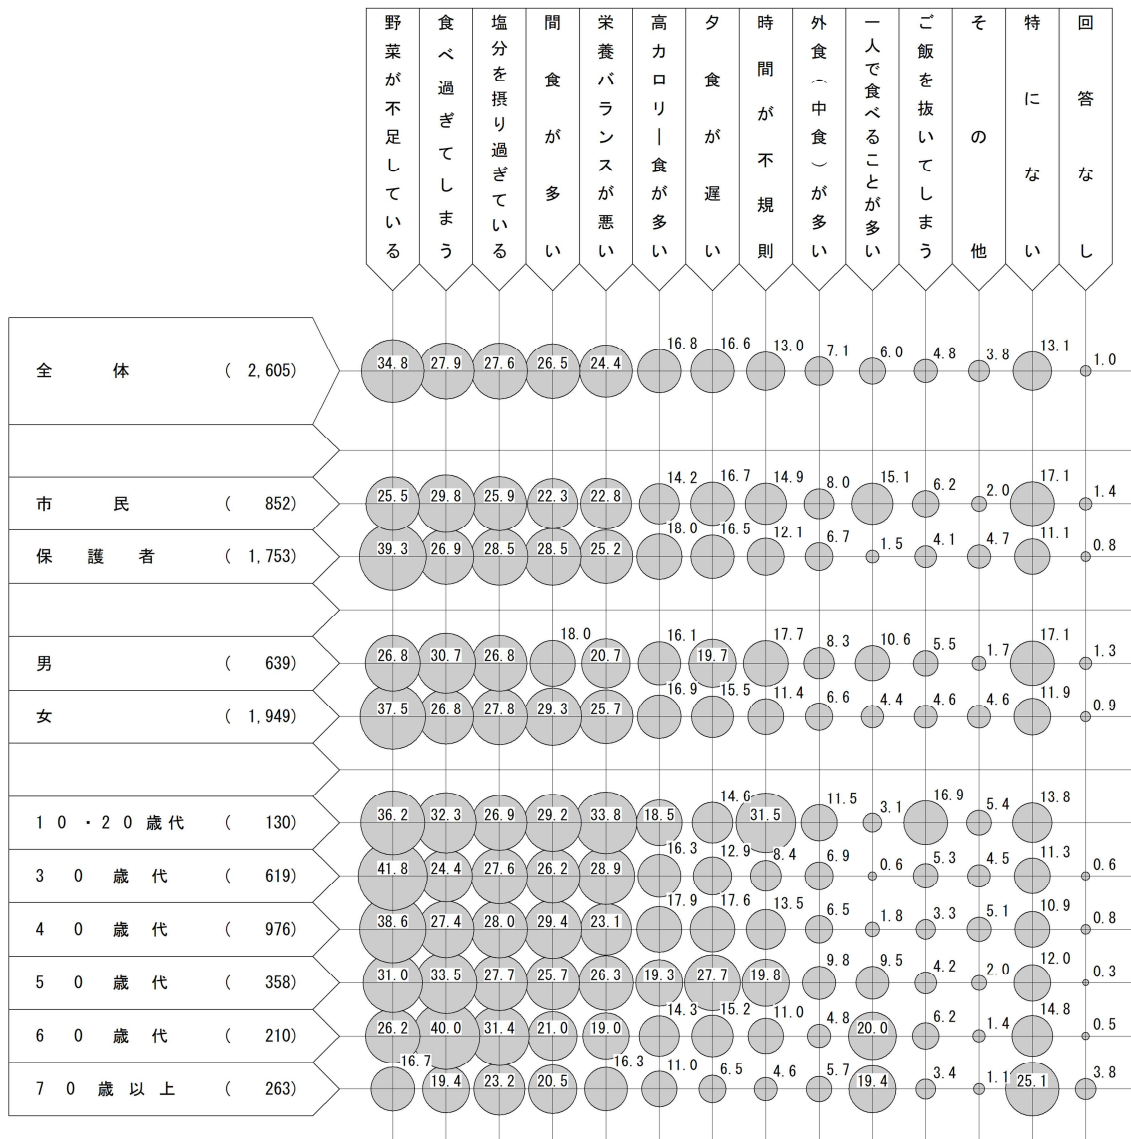 野菜が不足している
食べ過ぎてしまう
塩分を摂り過ぎている
間食が多い
栄養バランスが悪い
高カロリー食が多い
夕食が遅い
時間が不規則
外食（中食）が多い
一人で食べることが多い
ご飯を抜いてしまう
その他
特にない
回答なし
全体 ( 2,605) 34.8 27.9 27.6 26.5 24.4 16.8 16.6 13.0 7.1 6.0 4.8 3.8 13.1 1.0
市民 ( 852) 25.5 29.8 25.9 22.3 22.8 14.2 16.7 14.9 8.0 15.1 6.2 2.0 17.1 1.4
保護者 ( 1,753) 39.3 26.9 28.5 28.5 25.2 18.0 16.5 12.1 6.7 1.5 4.1 4.7 11.1 0.8
男 ( 639) 26.8 30.7 26.8 18.0 20.7 16.1 19.7 17.7 8.3 10.6 5.5 1.7 17.1 1.3
女 ( 1,949) 37.5 26.8 27.8 29.3 25.7 16.9 15.5 11.4 6.6 4.4 4.6 4.6 11.9 0.9
10・20歳代 ( 130) 36.2 32.3 26.9 29.2 33.8 18.5 14.6 31.5 11.5 3.1 16.9 5.4 13.8
30歳代 ( 619) 41.8 24.4 27.6 26.2 28.9 16.3 12.9 8.4 6.9 0.6 5.3 4.5 11.3 0.6
40歳代 ( 976) 38.6 27.4 28.0 29.4 23.1 17.9 17.6 13.5 6.5 1.8 3.3 5.1 10.9 0.8
50歳代 ( 358) 31.0 33.5 27.7 25.7 26.3 19.3 27.7 19.8 9.8 9.5 4.2 2.0 12.0 0.3
60歳代 ( 210) 26.2 40.0 31.4 21.0 19.0 14.3 15.2 11.0 4.8 20.0 6.2 1.4 14.8 0.5
70歳以上 ( 263) 16.7 19.4 23.2 20.5 16.3 11.0 6.5 4.6 5.7 19.4 3.4 1.1 25.1 3.8